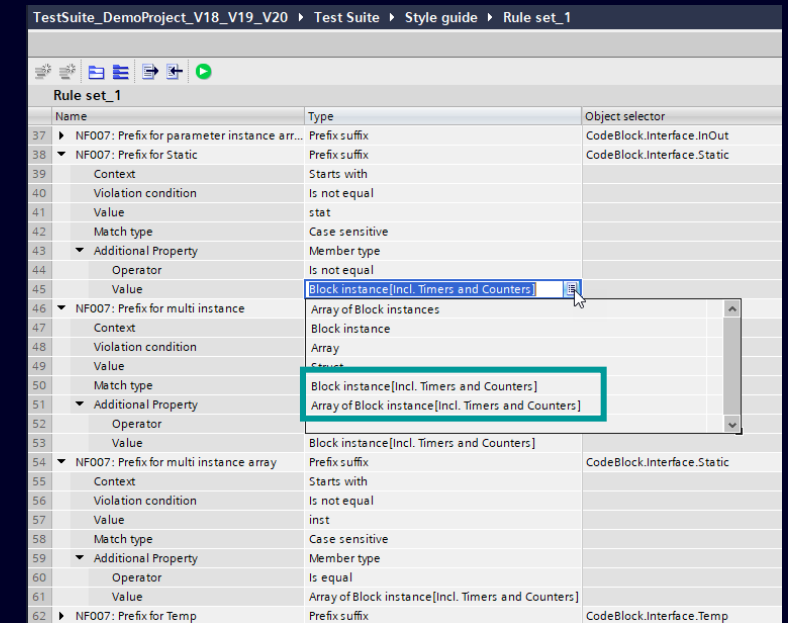 TestSuite_DemoProject_V18_V19_V20 ▸ Test Suite ▸ Style guide ▸ Rule set_1
Rule set_1
Name Type Object selector
37 NF007: Prefix for parameter instance arr... Prefix suffix CodeBlock.Interface.InOut
38 NF007: Prefix for Static Prefix suffix CodeBlock.Interface.Static
39 Context Starts with
40 Violation condition Is not equal
41 Value stat
42 Match type Case sensitive
43 Additional Property Member type
44 Operator Is not equal
45 Value Block instance[Incl. Timers and Counters]
46 NF007: Prefix for multi instance Array of Block instances
47 Context Block instance
48 Violation condition Array
49 Value Struct
50 Match type Block instance[Incl. Timers and Counters]
51 Additional Property Array of Block instance[Incl. Timers and Counters]
52 Operator
53 Value Block instance[Incl. Timers and Counters]
54 NF007: Prefix for multi instance array Prefix suffix CodeBlock.Interface.Static
55 Context Starts with
56 Violation condition Is not equal
57 Value inst
58 Match type Case sensitive
59 Additional Property Member type
60 Operator Is equal
61 Value Array of Block instance[Incl. Timers and Counters]
62 NF007: Prefix for Temp Prefix suffix CodeBlock.Interface.Temp